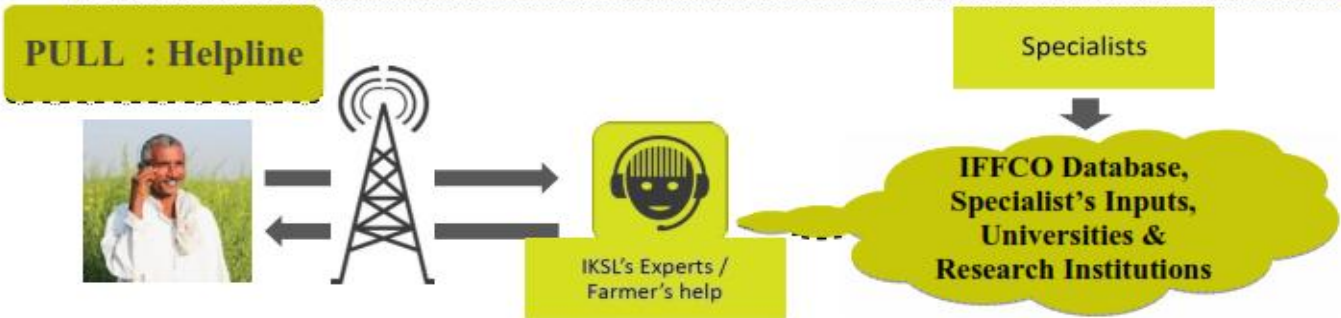 PULL : Helpline
Specialists
IFFCO Database,
Specialist's Inputs,
Universities &
Research Institutions
IKSL's Experts /
Farmer's help